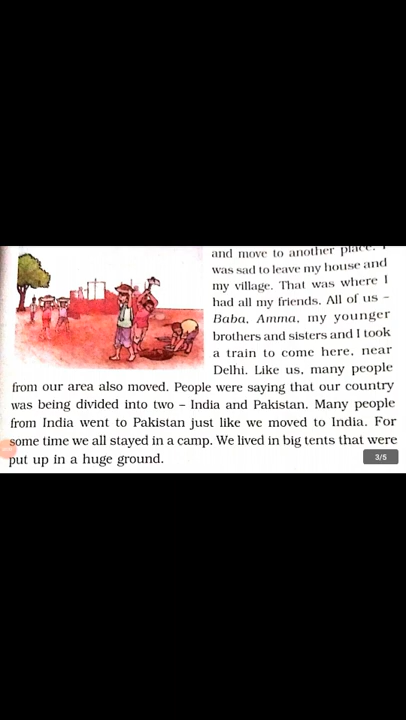 and move to another place. I
was sad to leave my house and
my village. That was where I
had all my friends. All of us –
Baba, Amma, my younger
brothers and sisters and I took
a train to come here, near
Delhi. Like us, many people
from our area also moved. People were saying that our country
was being divided into two – India and Pakistan. Many people
from India went to Pakistan just like we moved to India. For
some time we all stayed in a camp. We lived in big tents that were
put up in a huge ground.
3/5